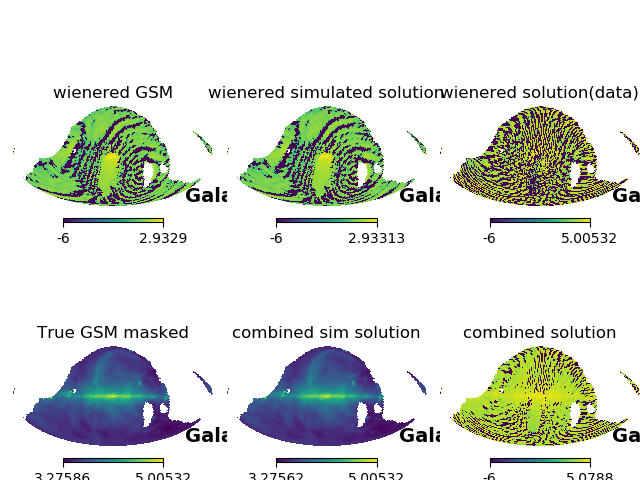 wienered GSM
wienered simulated solution
wienered solution(data)
Gala
Gala
Ga
-6 2.9329
-6 2.93313
-6 5.00532
True GSM masked
combined sim solution
combined solution
Gala
Gala
Ga
3.27586 5.00532
3.27562 5.00532
-6 5.0788